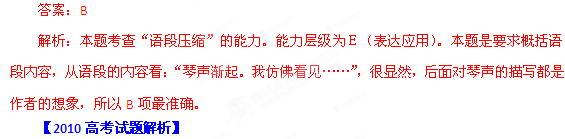 答案：B
解析：本题考查“语段压缩”的能力。能力层级为E（表达应用）。本题是要求概括语
段内容，从语段的内容看：“琴声渐起。我仿佛看见……”，很显然，后面对琴声的描写都是
作者的想象，所以B项最准确。
【2010高考试题解析】